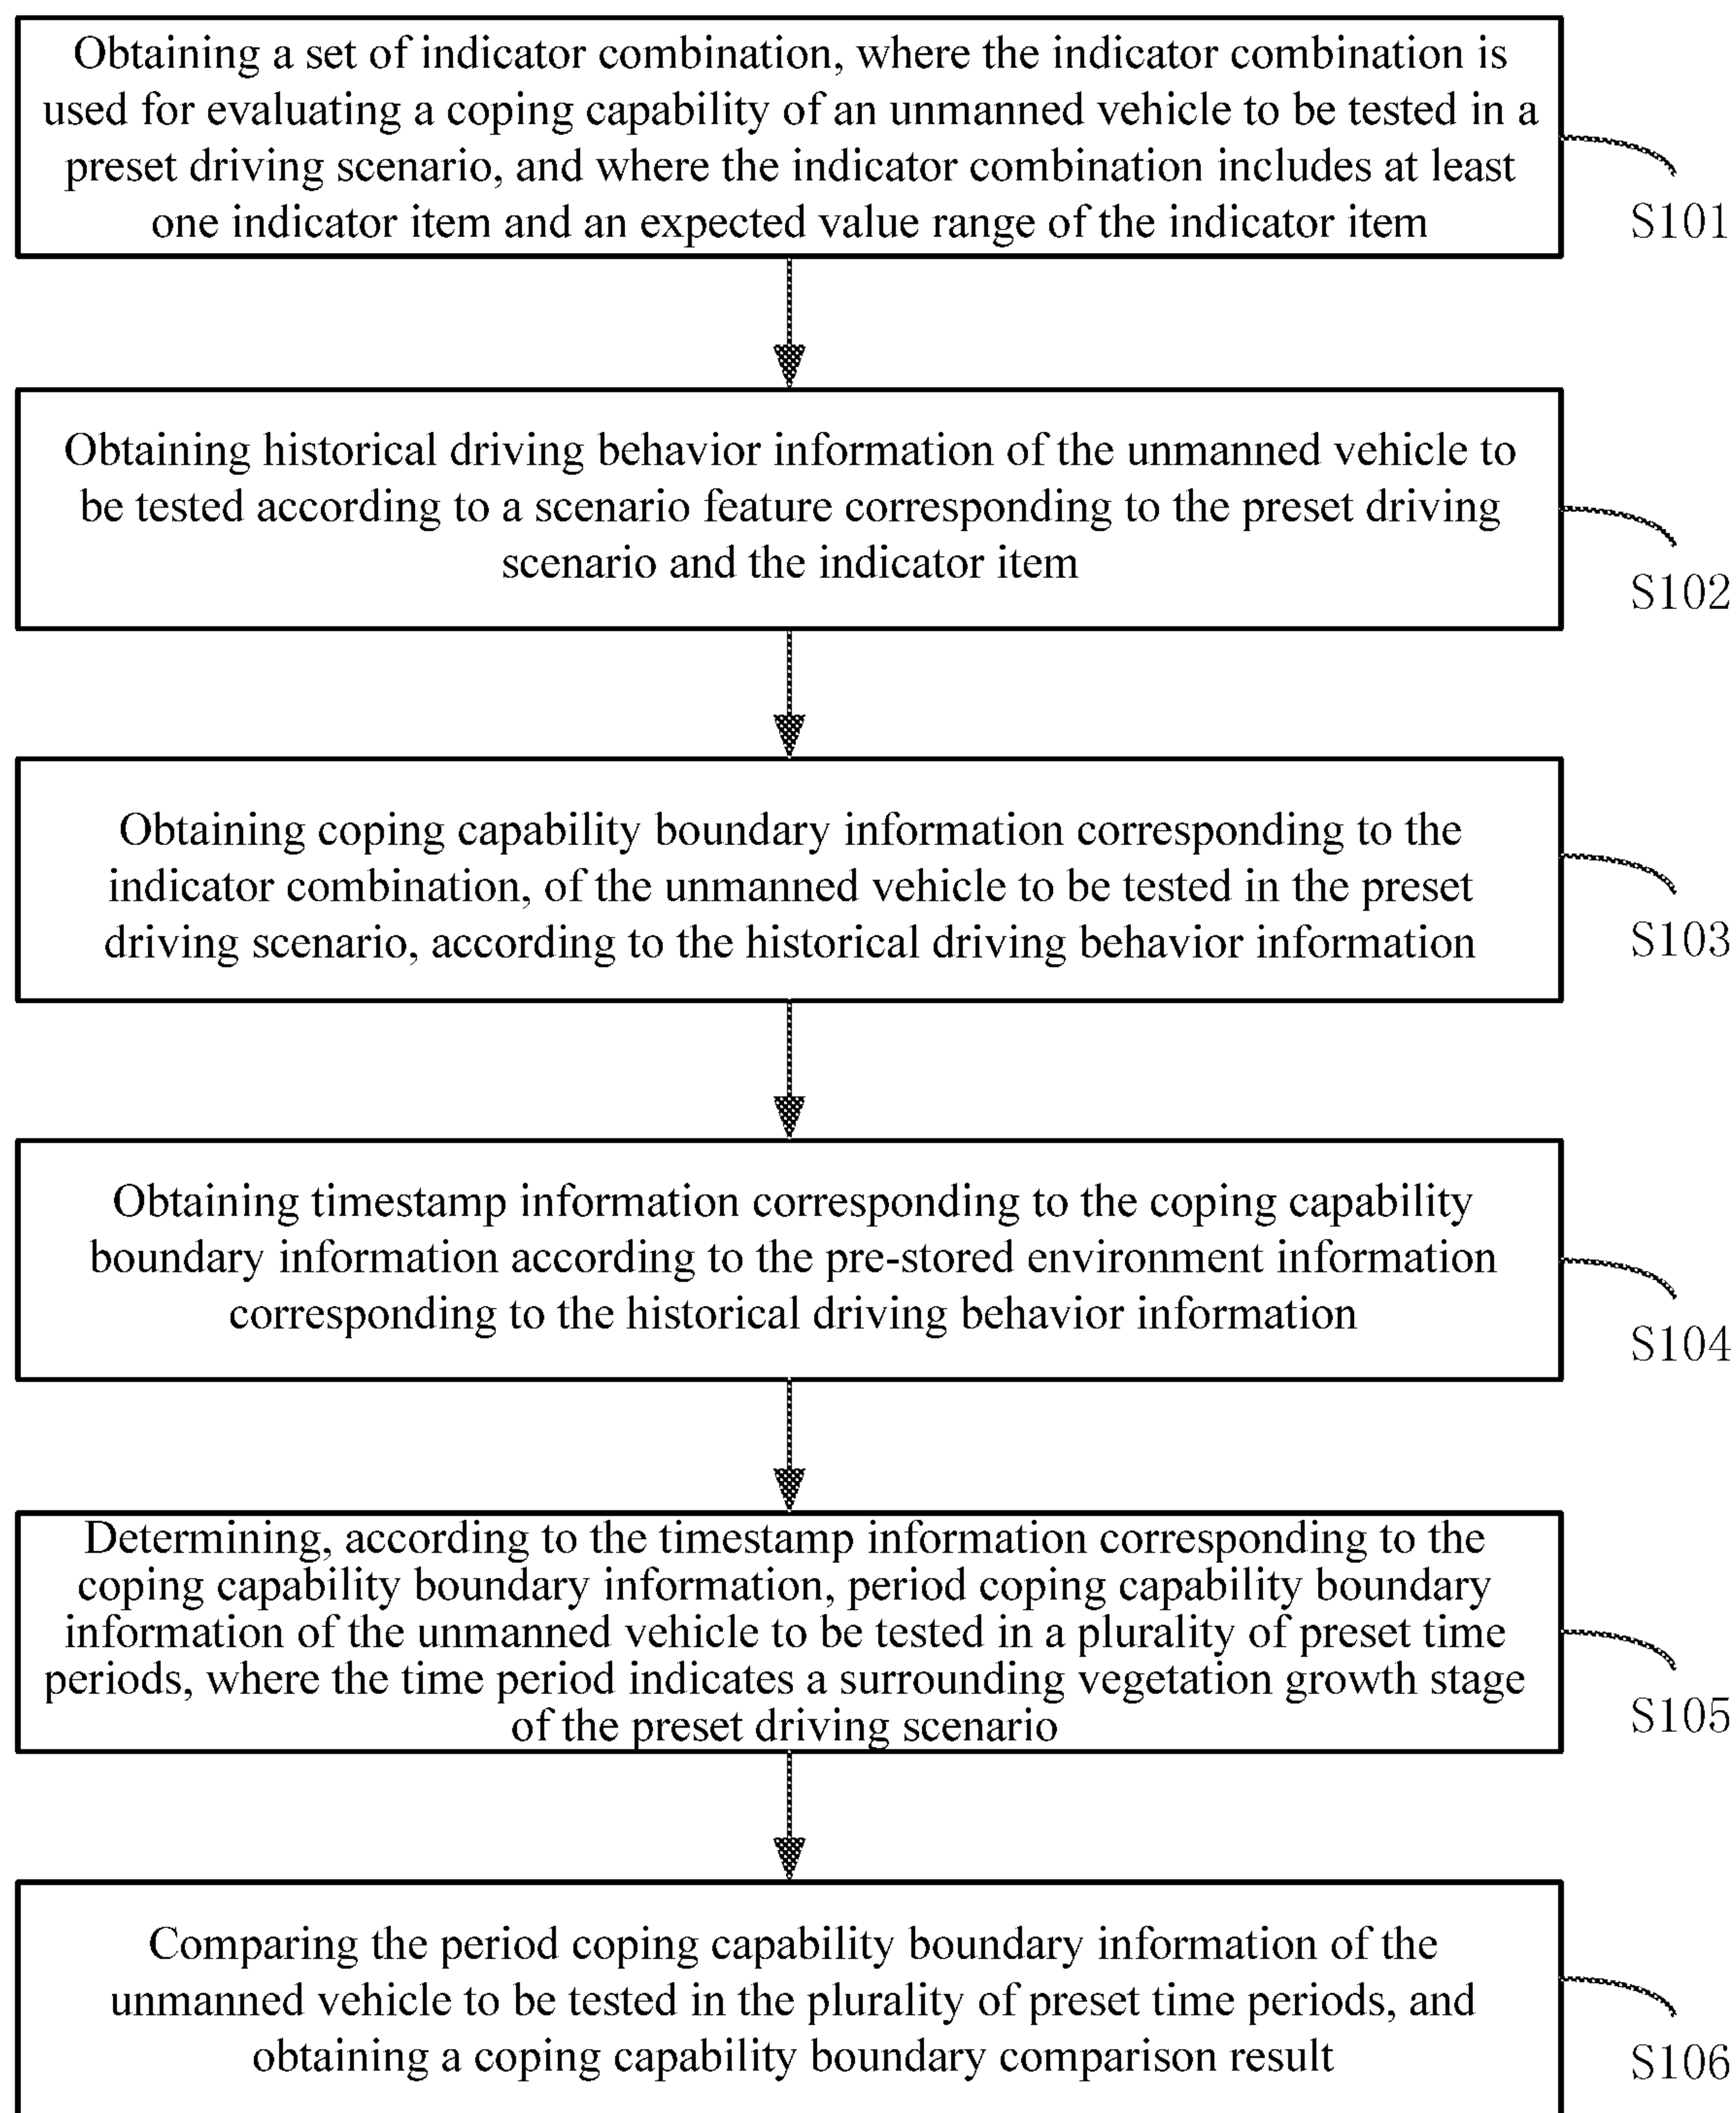 Obtaining a set of indicator combination, where the indicator combination is
used for evaluating a coping capability of an unmanned vehicle to be tested in a
preset driving scenario, and where the indicator combination includes at least
one indicator item and an expected value range of the indicator item
S101
Obtaining historical driving behavior information of the unmanned vehicle to
be tested according to a scenario feature corresponding to the preset driving
scenario and the indicator item
S102
Obtaining coping capability boundary information corresponding to the
indicator combination, of the unmanned vehicle to be tested in the preset
driving scenario, according to the historical driving behavior information
S103
Obtaining timestamp information corresponding to the coping capability
boundary information according to the pre-stored environment information
corresponding to the historical driving behavior information
S104
Determining, according to the timestamp information corresponding to the
coping capability boundary information, period coping capability boundary
information of the unmanned vehicle to be tested in a plurality of preset time
periods, where the time period indicates a surrounding vegetation growth stage
of the preset driving scenario
S105
Comparing the period coping capability boundary information of the
unmanned vehicle to be tested in the plurality of preset time periods, and
obtaining a coping capability boundary comparison result
S106